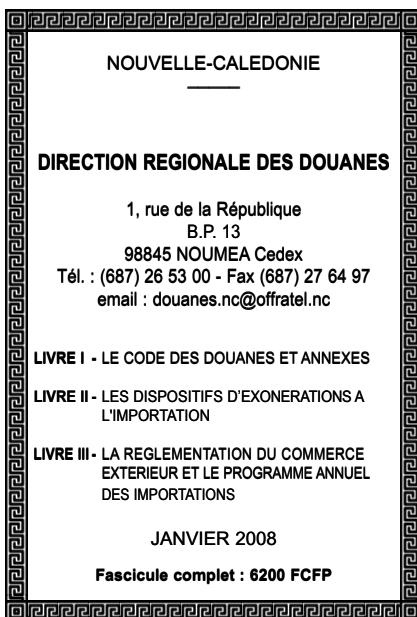 NOUVELLE-CALEDONIE
DIRECTION REGIONALE DES DOUANES
1, rue de la République
B.P. 13
98845 NOUMEA Cedex
Tél. : (687) 26 53 00 - Fax (687) 27 64 97
email : douanes.nc@offratel.nc
LIVRE I - LE CODE DES DOUANES ET ANNEXES
LIVRE II - LES DISPOSITIFS D'EXONERATIONS A
L'IMPORTATION
LIVRE III - LA REGLEMENTATION DU COMMERCE
EXTERIEUR ET LE PROGRAMME ANNUEL
DES IMPORTATIONS
JANVIER 2008
Fascicule complet : 6200 FCFP